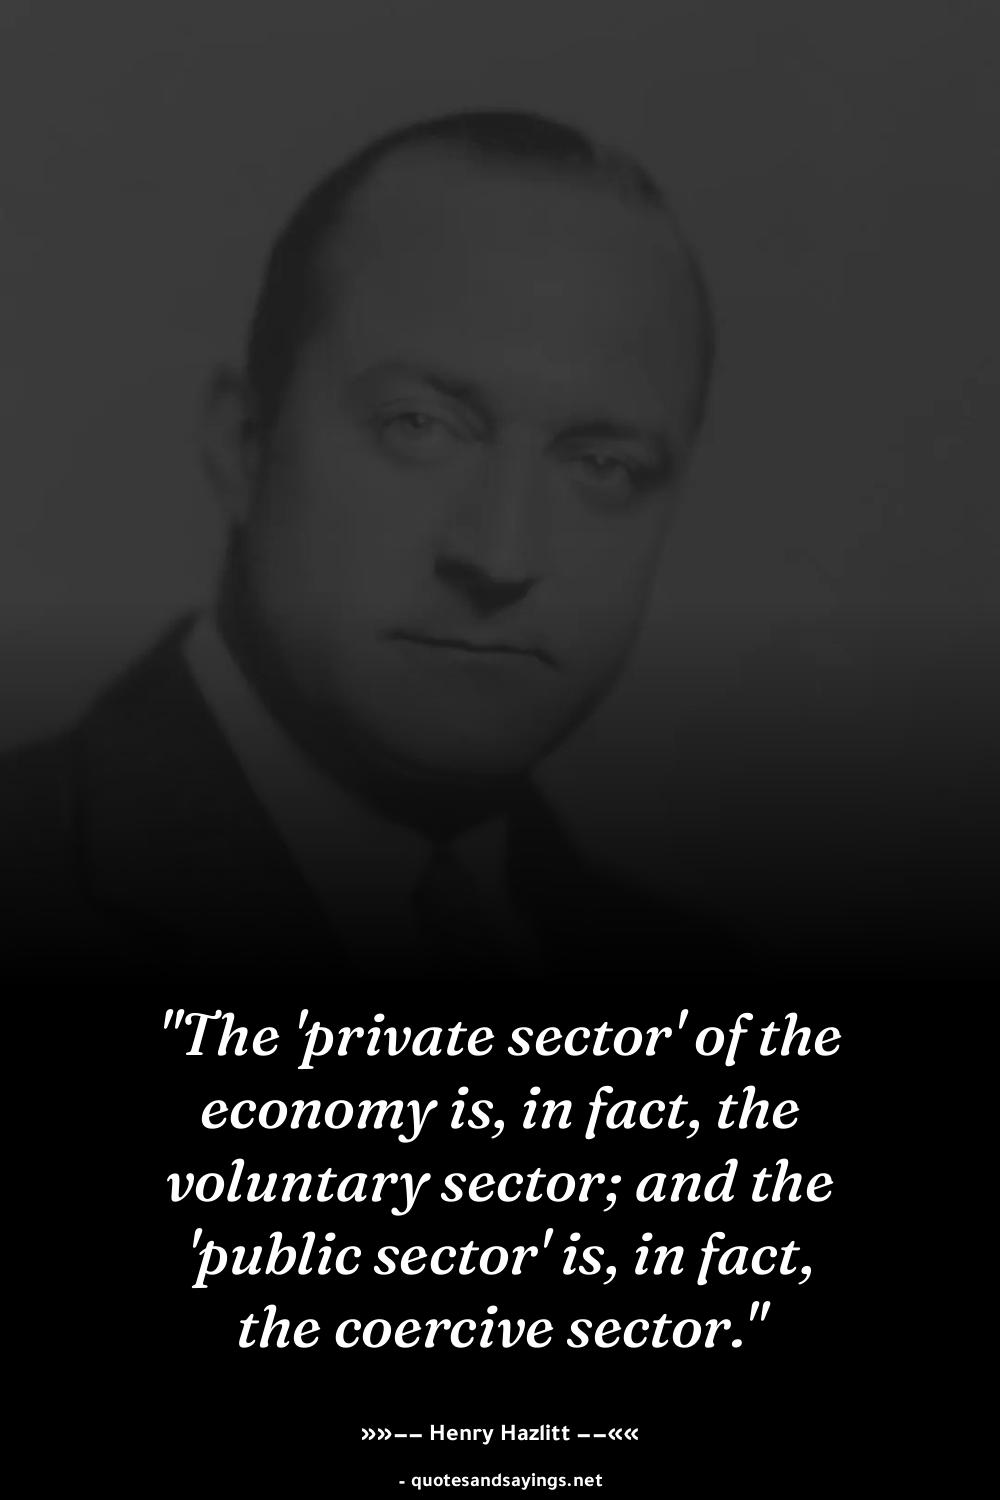 "The 'private sector' of the
economy is, in fact, the
voluntary sector; and the
'public sector' is, in fact,
the coercive sector."
»»−− Henry Hazlitt −−««
- quotesandsayings.net